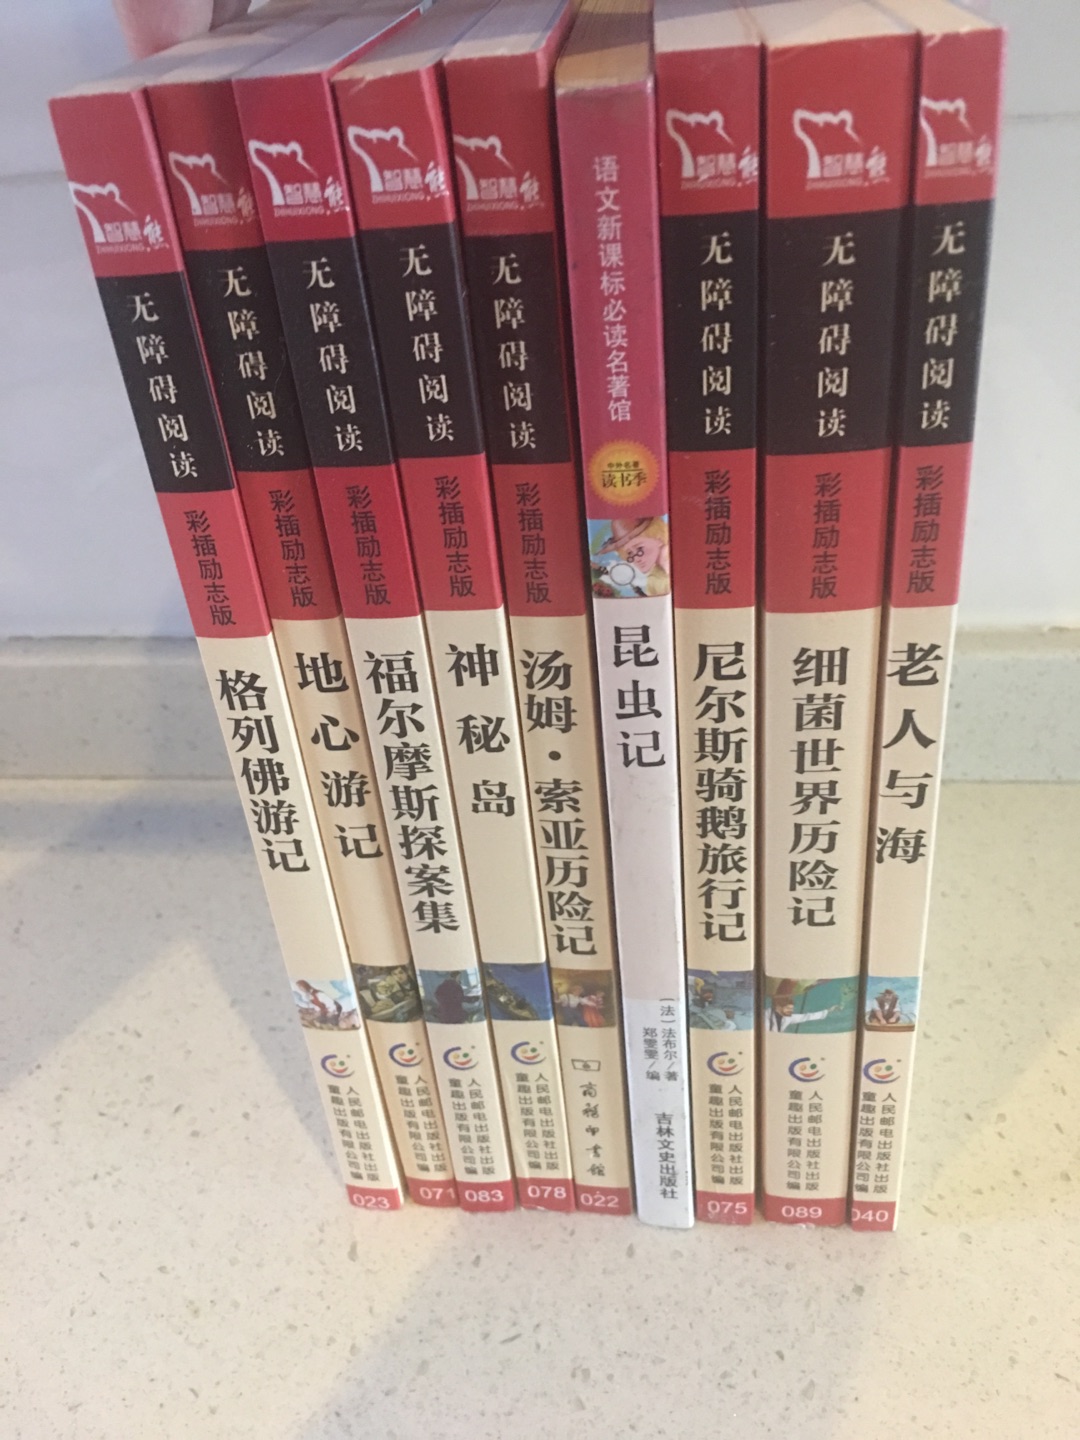 智慧熊
ZHIHUIXIONG
无障碍阅读
彩插励志版
格列佛游记
人民邮电出版社出版
童趣出版有限公司编
023
智慧熊
ZHIHUIXIONG
无障碍阅读
彩插励志版
地心游记
人民邮电出版社出版
童趣出版有限公司编
071
智慧熊
ZHIHUIXIONG
无障碍阅读
彩插励志版
福尔摩斯探案集
人民邮电出版社出版
童趣出版有限公司编
083
智慧熊
ZHIHUIXIONG
无障碍阅读
彩插励志版
神秘岛
人民邮电出版社出版
童趣出版有限公司编
078
智慧熊
ZHIHUIXIONG
无障碍阅读
彩插励志版
汤姆·索亚历险记
商務印書館
022
语文新课标必读名著馆
中外名著
读书季
昆虫记
(法)法布尔/著
郑雯雯/编
吉林文史出版社
智慧熊
ZHIHUIXIONG
无障碍阅读
彩插励志版
尼尔斯骑鹅旅行记
人民邮电出版社出版
童趣出版有限公司编
075
智慧熊
ZHIHUIXIONG
无障碍阅读
彩插励志版
细菌世界历险记
人民邮电出版社出版
童趣出版有限公司编
089
智慧熊
ZHIHUIXIONG
无障碍阅读
彩插励志版
老人与海
人民邮电出版社出版
童趣出版有限公司编
040